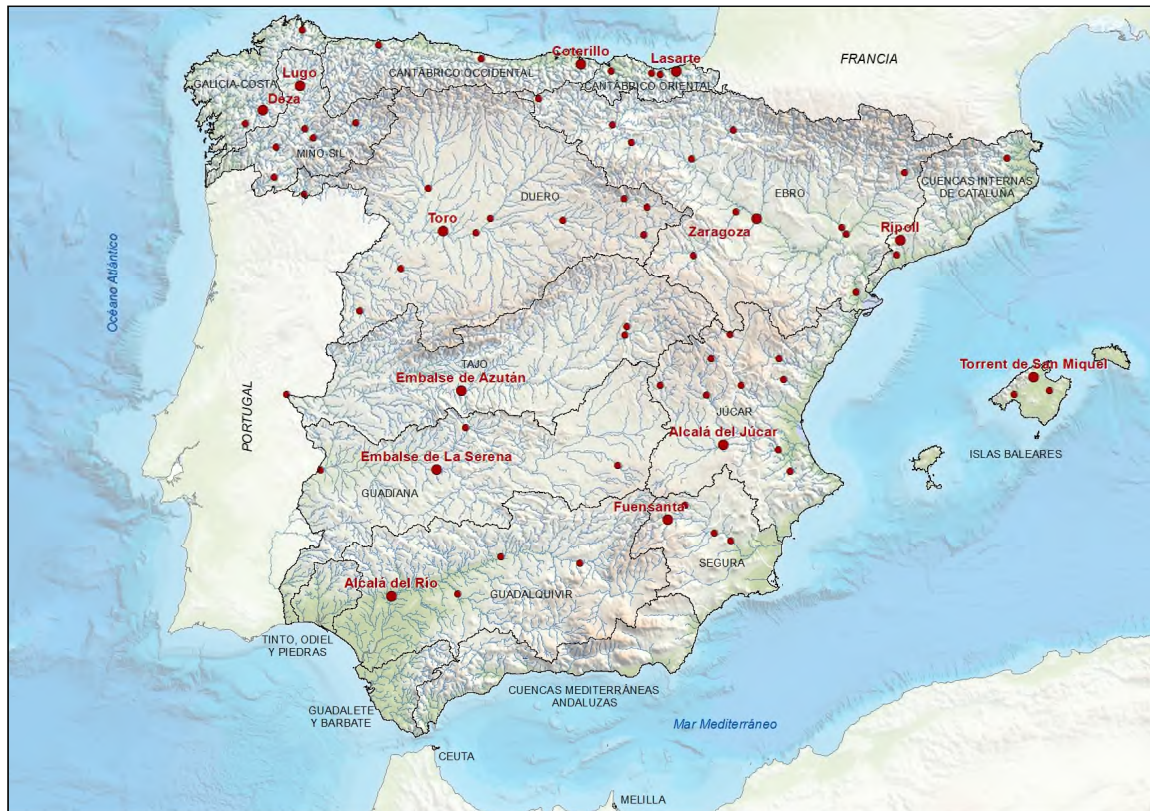 FRANCIA
Coterillo
Lasarte
CANTÁBRICO OCCIDENTAL
CANTÁBRICO ORIENTAL
GALICIA-COSTA
Lugo
Deza
MIÑO-SIL
CUENCAS INTERNAS
DE CATALUÑA
DUERO
EBRO
Toro
Zaragoza
Ripoll
Océano Atlántico
PORTUGAL
TAJO
Embalse de Azután
Torrent de San Miquel
JÚCAR
Alcalá del Júcar
ISLAS BALEARES
Embalse de La Serena
GUADIANA
Fuensanta
SEGURA
Alcalá del Río
GUADALQUIVIR
TINTO, ODIEL
Y PIEDRAS
CUENCAS MEDITERRÁNEAS
ANDALUZAS
GUADALETE
Y BARBATE
Mar Mediterráneo
CEUTA
MELILLA